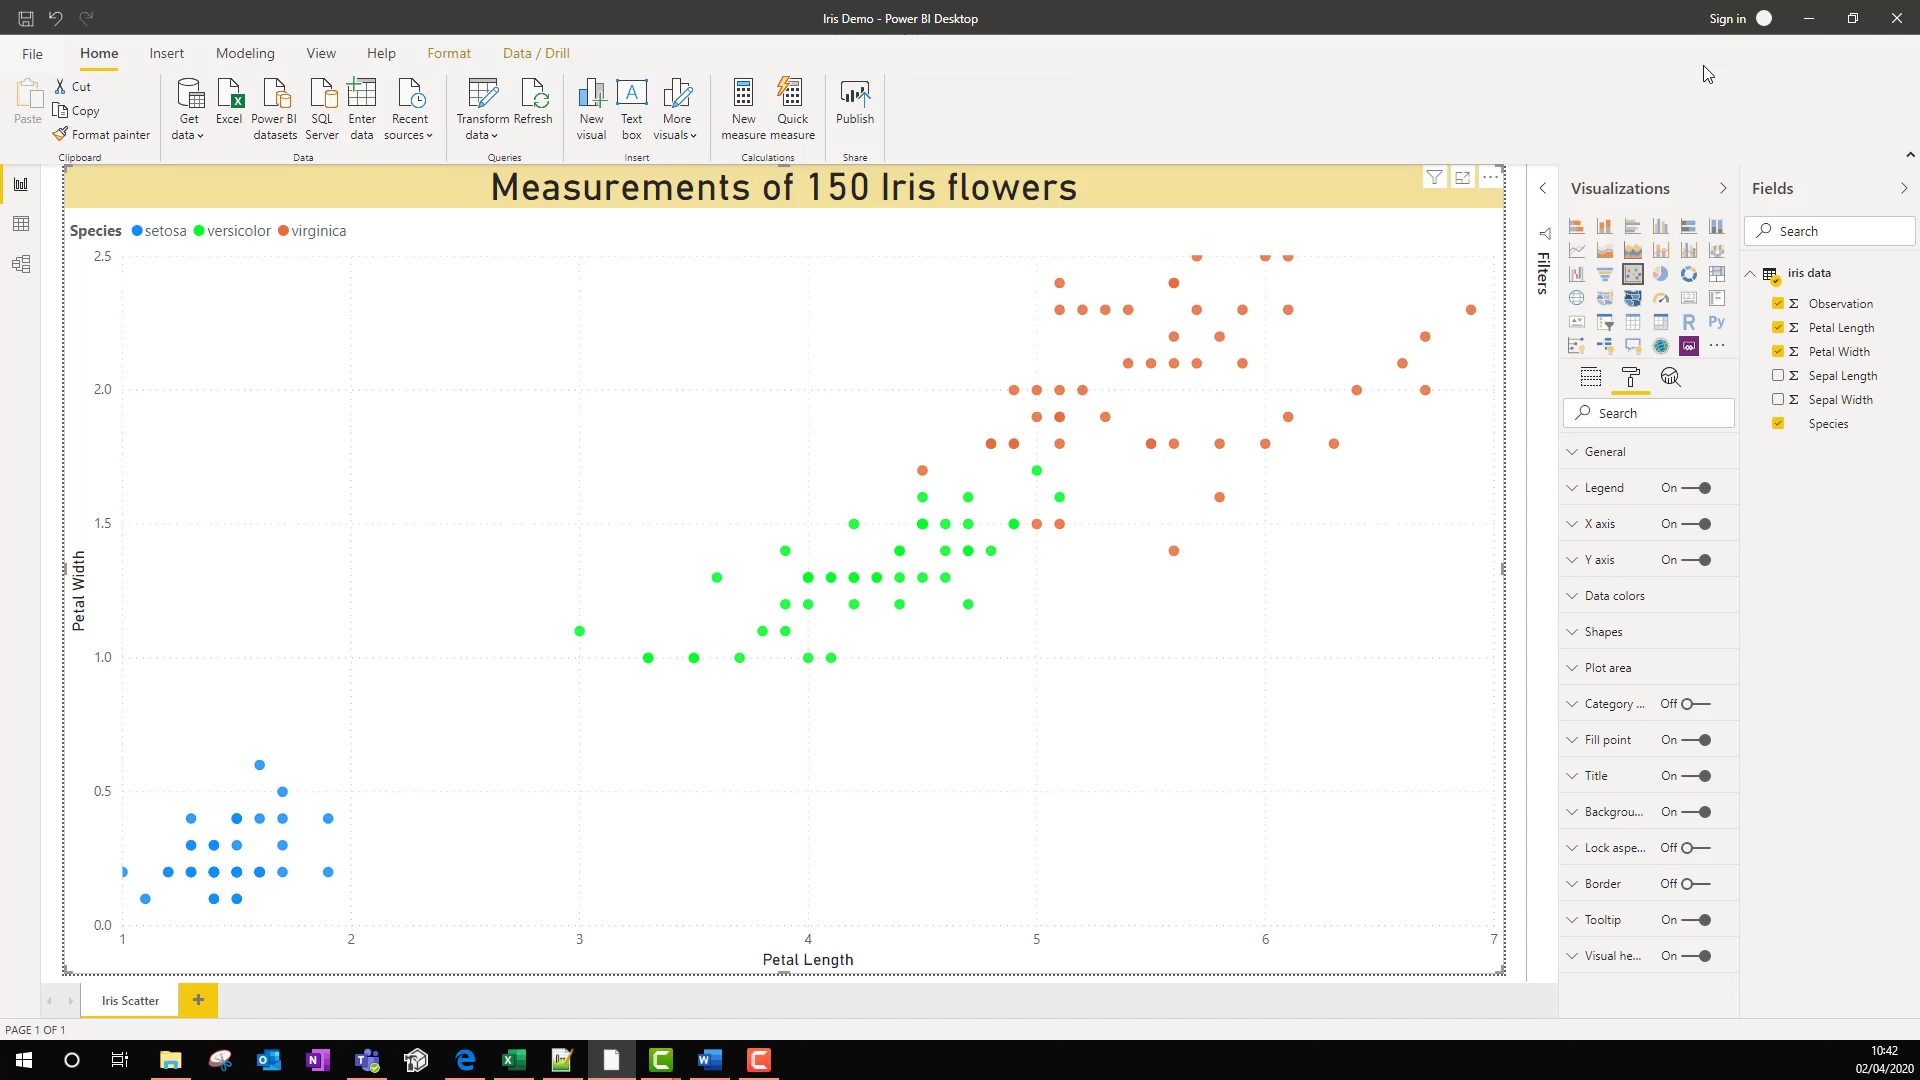 Iris Demo - Power BI Desktop
Sign in
File Home Insert Modeling View Help Format Data / Drill
Paste
Cut
Copy
Format painter
Clipboard
Get data
Excel
Power BI datasets
SQL Server
Enter data
Recent sources
Data
Transform data
Refresh
Queries
New visual
Text box
More visuals
Insert
New measure
Quick measure
Calculations
Publish
Share
Measurements of 150 Iris flowers
Species setosa versicolor virginica
2.5
2.0
1.5
1.0
0.5
0.0
Petal Width
1 2 3 4 5 6 7
Petal Length
Filters
Visualizations
R Py
Search
General
Legend On
X axis On
Y axis On
Data colors
Shapes
Plot area
Category ... Off
Fill point On
Title On
Backgrou... On
Lock aspe... Off
Border Off
Tooltip On
Visual he... On
Fields
Search
iris data
Observation
Petal Length
Petal Width
Sepal Length
Sepal Width
Species
Iris Scatter
PAGE 1 OF 1
10:42
02/04/2020